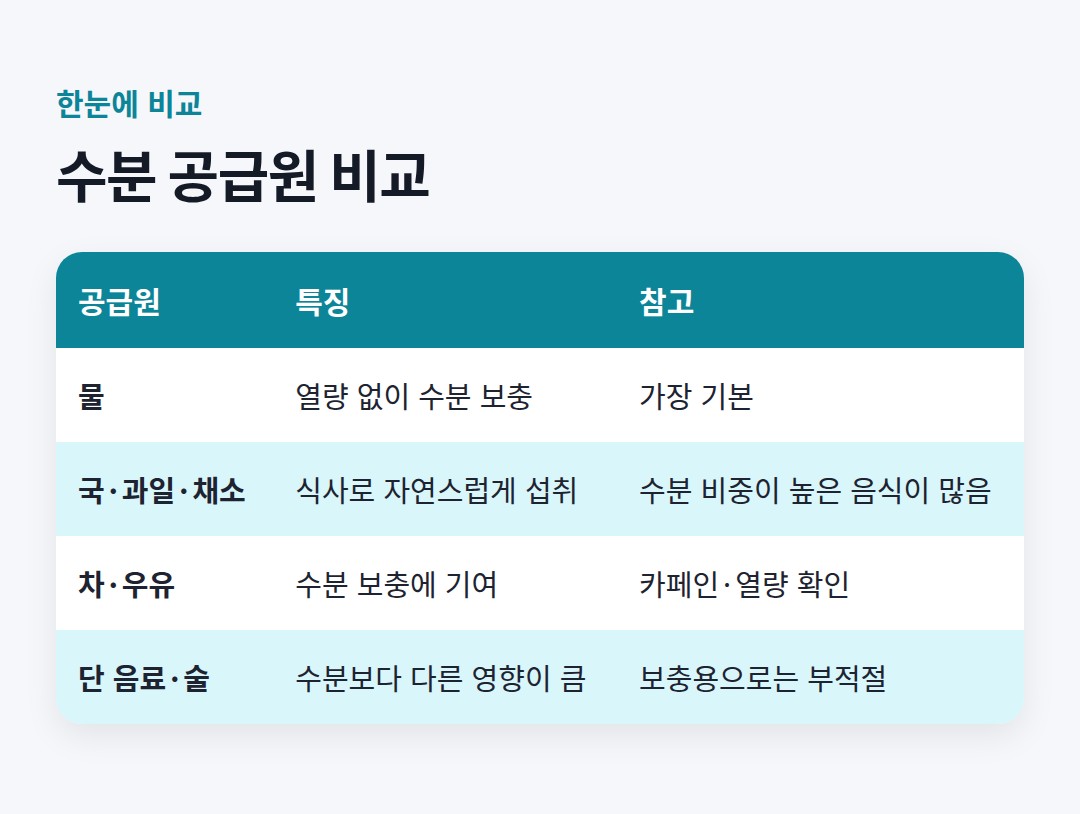 한눈에 비교
수분 공급원 비교
공급원 특징 참고
물 열량 없이 수분 보충 가장 기본
국·과일·채소 식사로 자연스럽게 섭취 수분 비중이 높은 음식이 많음
차·우유 수분 보충에 기여 카페인·열량 확인
단 음료·술 수분보다 다른 영향이 큼 보충용으로는 부적절